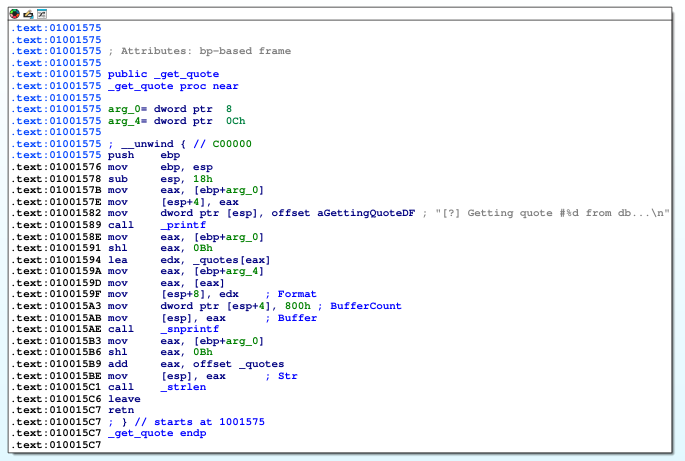 .text:01001575
.text:01001575
.text:01001575 ; Attributes: bp-based frame
.text:01001575
.text:01001575 public _get_quote
.text:01001575 _get_quote proc near
.text:01001575
.text:01001575 arg_0= dword ptr  8
.text:01001575 arg_4= dword ptr  0Ch
.text:01001575
.text:01001575 ; __unwind { // C00000
.text:01001575 push    ebp
.text:01001576 mov     ebp, esp
.text:01001578 sub     esp, 18h
.text:0100157B mov     eax, [ebp+arg_0]
.text:0100157E mov     [esp+4], eax
.text:01001582 mov     dword ptr [esp], offset aGettingQuoteDF ; "[?] Getting quote #%d from db...\n"
.text:01001589 call    _printf
.text:0100158E mov     eax, [ebp+arg_0]
.text:01001591 shl     eax, 0Bh
.text:01001594 lea     edx, _quotes[eax]
.text:0100159A mov     eax, [ebp+arg_4]
.text:0100159D mov     eax, [eax]
.text:0100159F mov     [esp+8], edx    ; Format
.text:010015A3 mov     dword ptr [esp+4], 800h ; BufferCount
.text:010015AB mov     [esp], eax      ; Buffer
.text:010015AE call    _snprintf
.text:010015B3 mov     eax, [ebp+arg_0]
.text:010015B6 shl     eax, 0Bh
.text:010015B9 add     eax, offset _quotes
.text:010015BE mov     [esp], eax      ; Str
.text:010015C1 call    _strlen
.text:010015C6 leave
.text:010015C7 retn
.text:010015C7 ; } // starts at 1001575
.text:010015C7 _get_quote endp
.text:010015C7